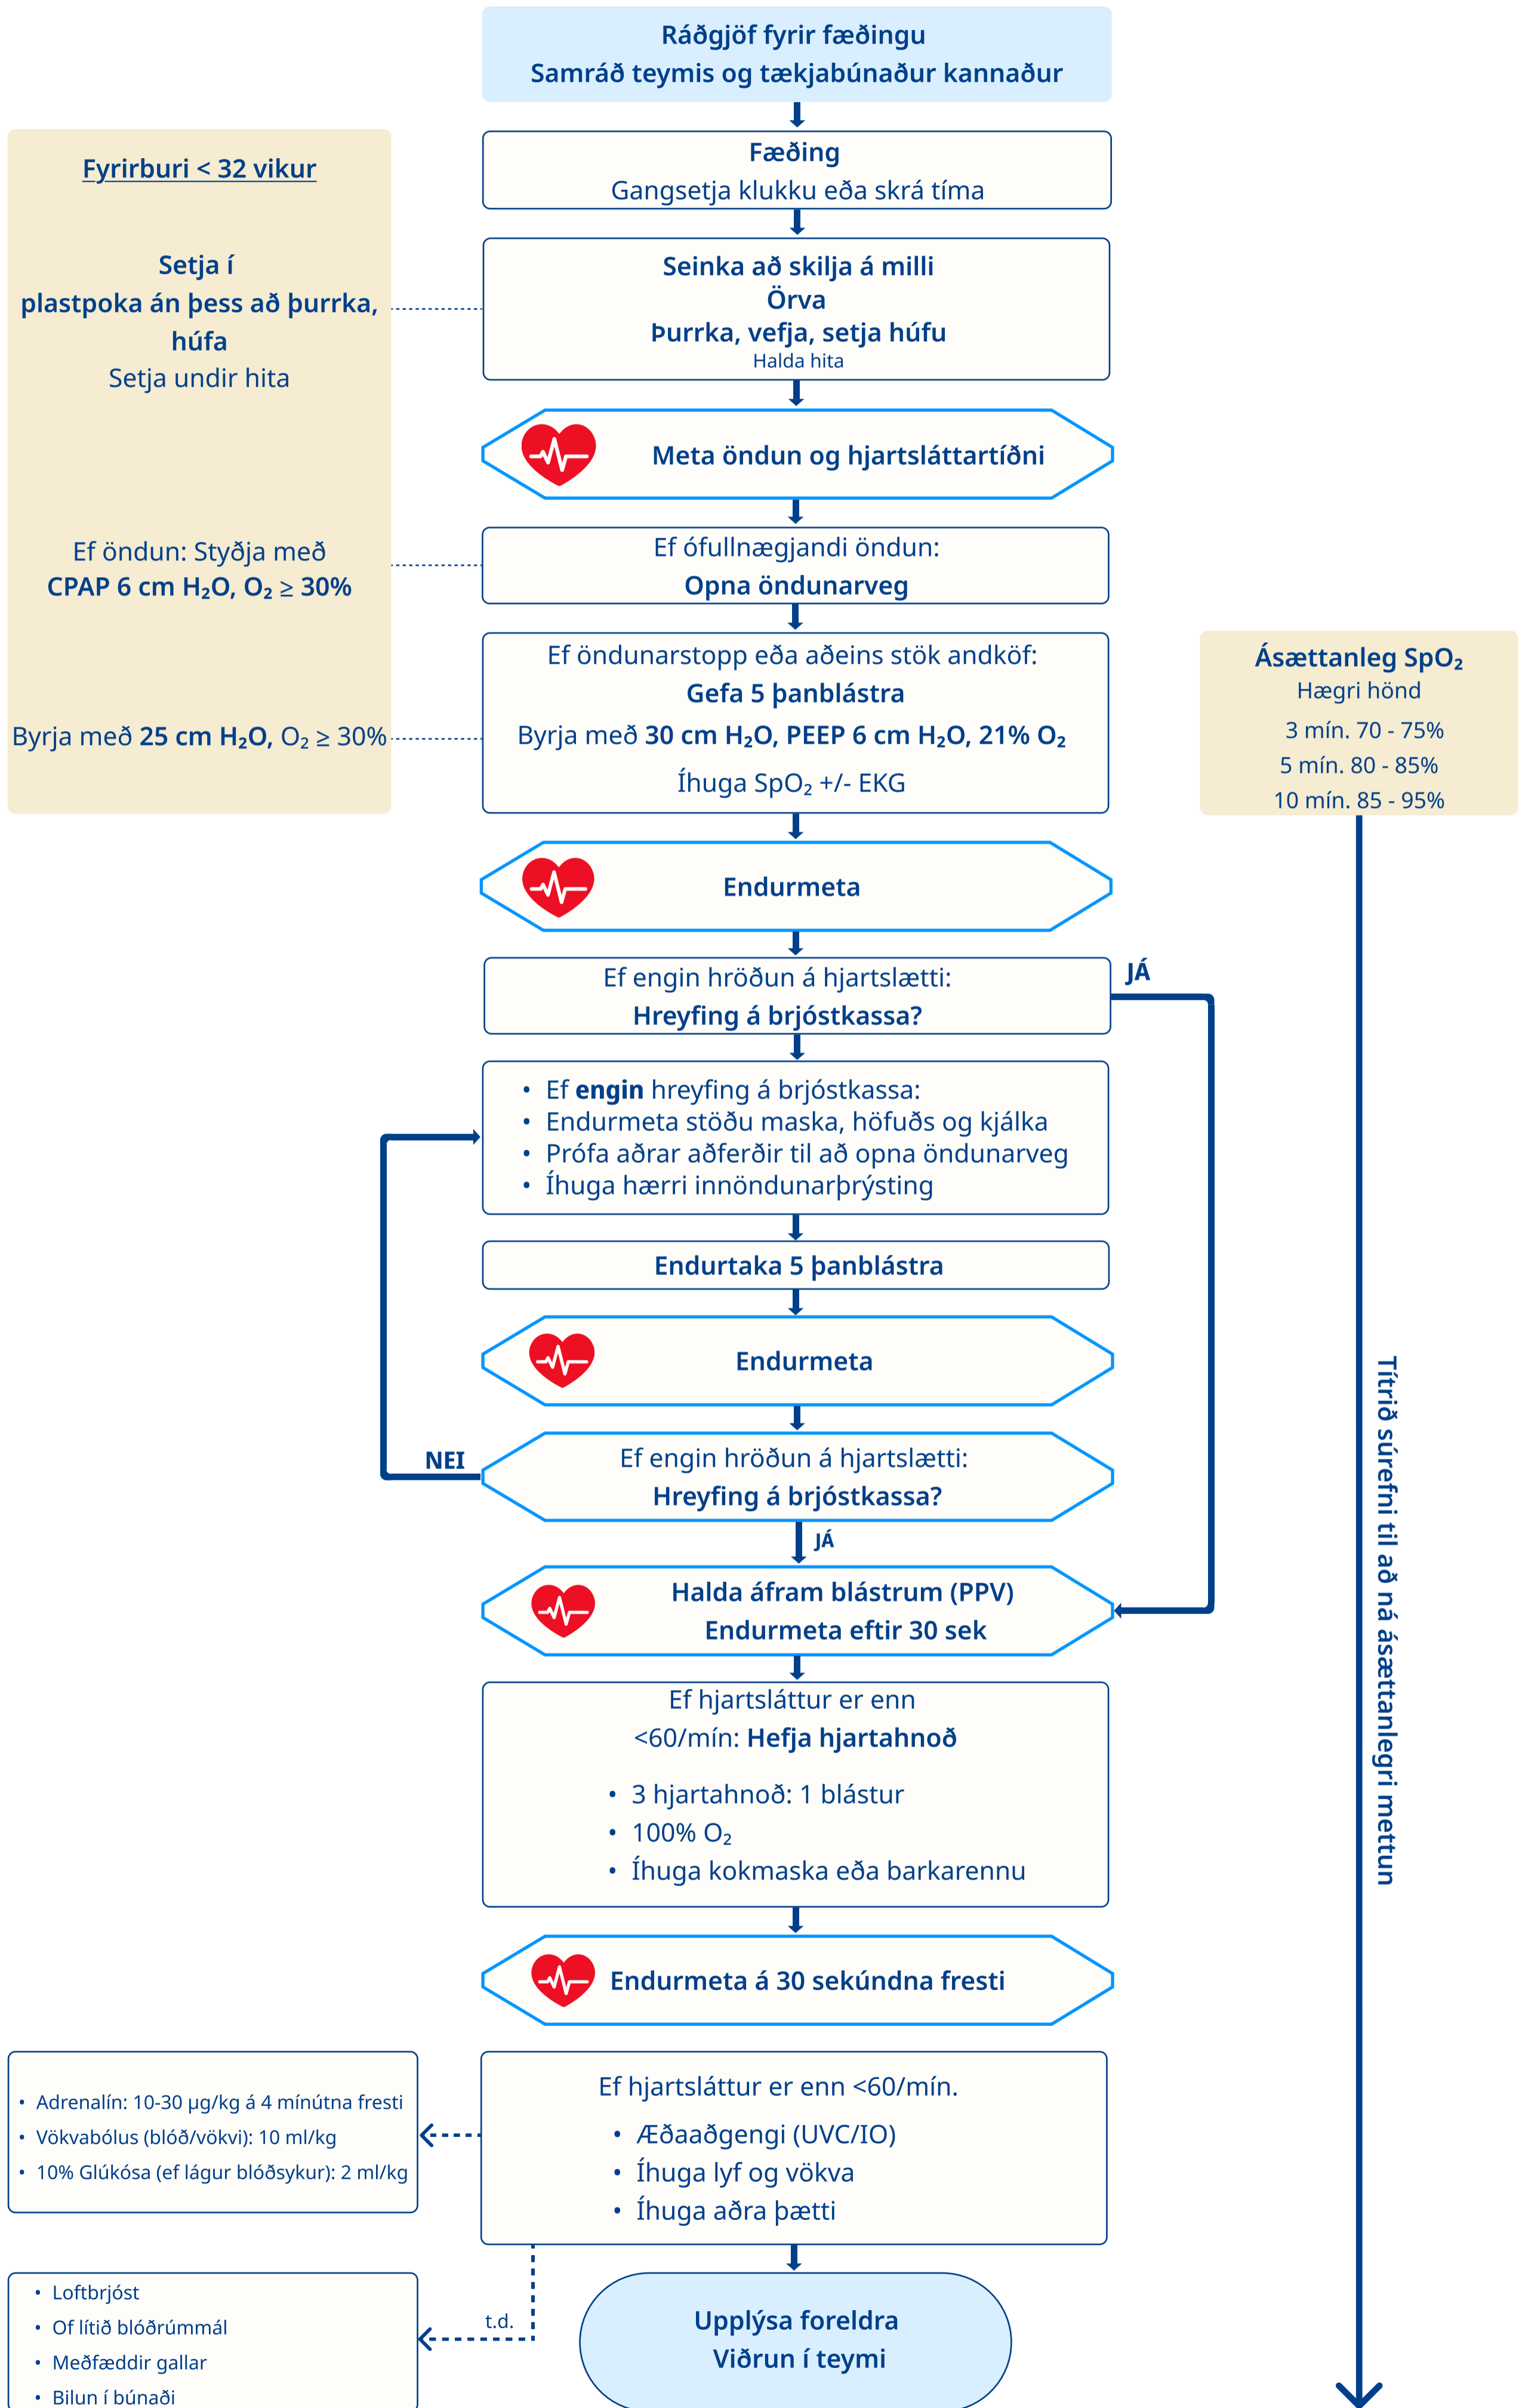 Ráðgjöf fyrir fæðingu
Samráð teymis og tækjabúnaður kannaður
Fæðing
Gangsetja klukku eða skrá tíma
Fyrirburi < 32 vikur
Setja í
plastpoka án þess að þurrka,
húfa
Setja undir hita
Seinka að skilja á milli
Örva
Þurrka, vefja, setja húfu
Halda hita
Meta öndun og hjartsláttartíðni
Ef öndun: Styðja með
CPAP 6 cm H₂O, O₂ ≥ 30%
Ef ófullnægjandi öndun:
Opna öndunarveg
Byrja með 25 cm H₂O, O₂ ≥ 30%
Ef öndunarstopp eða aðeins stök andköf:
Gefa 5 þanblástra
Byrja með 30 cm H₂O, PEEP 6 cm H₂O, 21% O₂
Íhuga SpO₂ +/- EKG
Ásættanleg SpO₂
Hægri hönd
3 mín. 70 - 75%
5 mín. 80 - 85%
10 mín. 85 - 95%
Endurmeta
Ef engin hröðun á hjartslætti:
Hreyfing á brjóstkassa?
JÁ
• Ef engin hreyfing á brjóstkassa:
• Endurmeta stöðu maska, höfuðs og kjálka
• Prófa aðrar aðferðir til að opna öndunarveg
• Íhuga hærri innöndunarþrýsting
Endurtaka 5 þanblástra
Endurmeta
NEI
Ef engin hröðun á hjartslætti:
Hreyfing á brjóstkassa?
JÁ
Halda áfram blástrum (PPV)
Endurmeta eftir 30 sek
Títrið súrefni til að ná ásættanlegri mettun
Ef hjartsláttur er enn
<60/mín: Hefja hjartahnoð
• 3 hjartahnoð: 1 blástur
• 100% O₂
• Íhuga kokmaska eða barkarennu
Endurmeta á 30 sekúndna fresti
Ef hjartsláttur er enn <60/mín.
• Æðaaðgengi (UVC/IO)
• Íhuga lyf og vökva
• Íhuga aðra þætti
• Adrenalín: 10-30 μg/kg á 4 mínútna fresti
• Vökvabólus (blóð/vökvi): 10 ml/kg
• 10% Glúkósa (ef lágur blóðsykur): 2 ml/kg
t.d.
• Loftbrjóst
• Of lítið blóðrúmmál
• Meðfæddir gallar
• Bilun í búnaði
Upplýsa foreldra
Viðrun í teymi